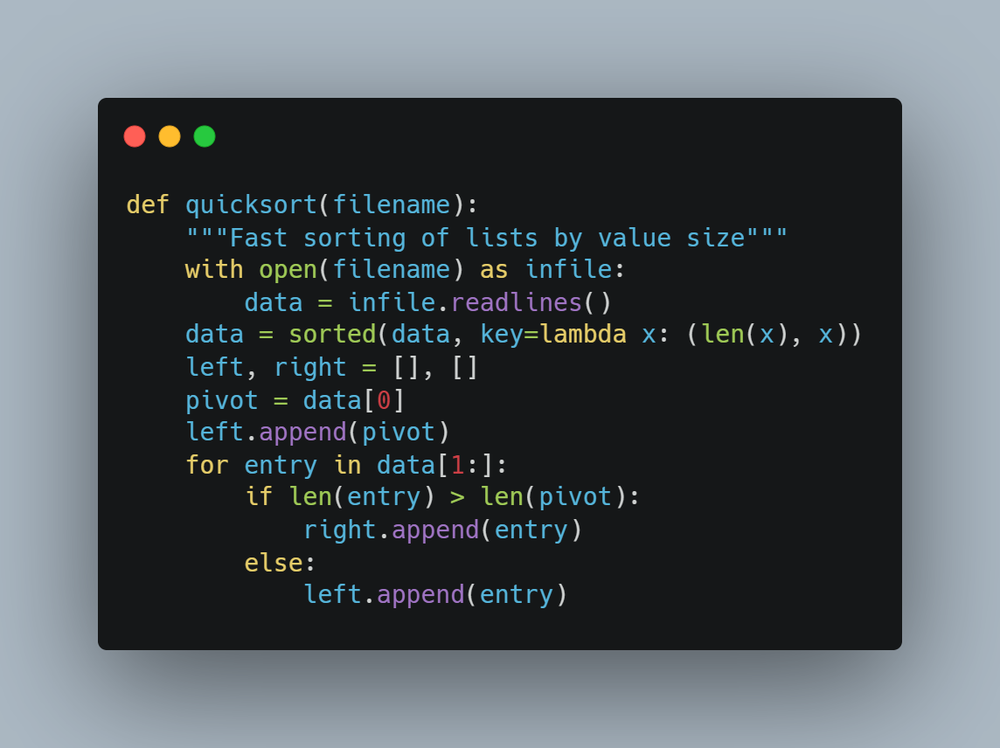 def quicksort(filename):
    """Fast sorting of lists by value size"""
    with open(filename) as infile:
        data = infile.readlines()
    data = sorted(data, key=lambda x: (len(x), x))
    left, right = [], []
    pivot = data[0]
    left.append(pivot)
    for entry in data[1:]:
        if len(entry) > len(pivot):
            right.append(entry)
        else:
            left.append(entry)